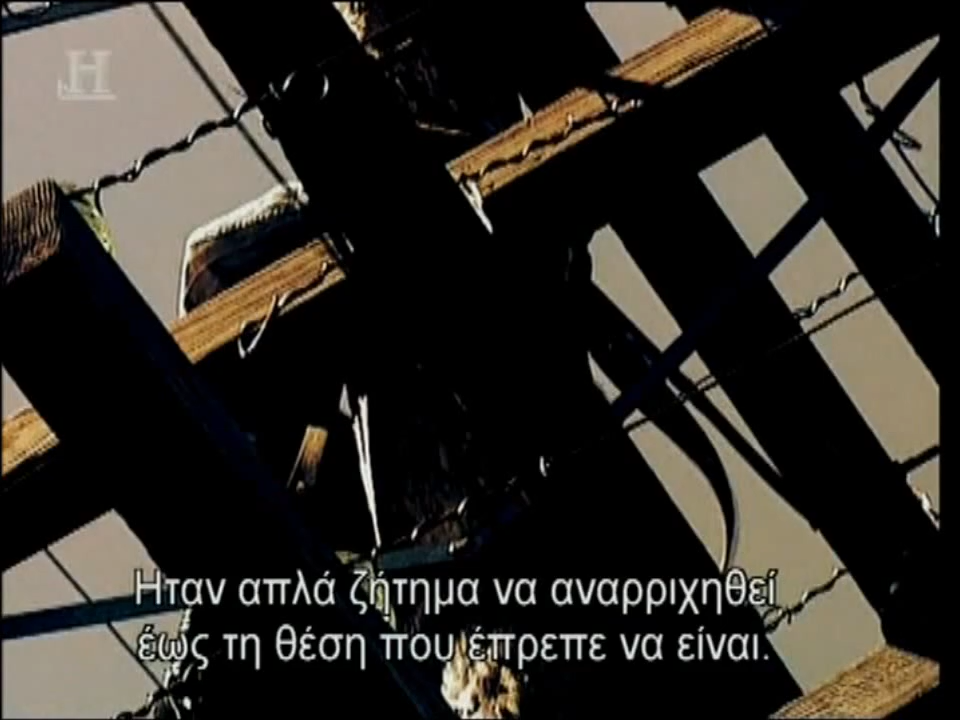 H
Ηταν απλά ζήτημα να αναρριχηθεί
έως τη θέση που έπρεπε να είναι.